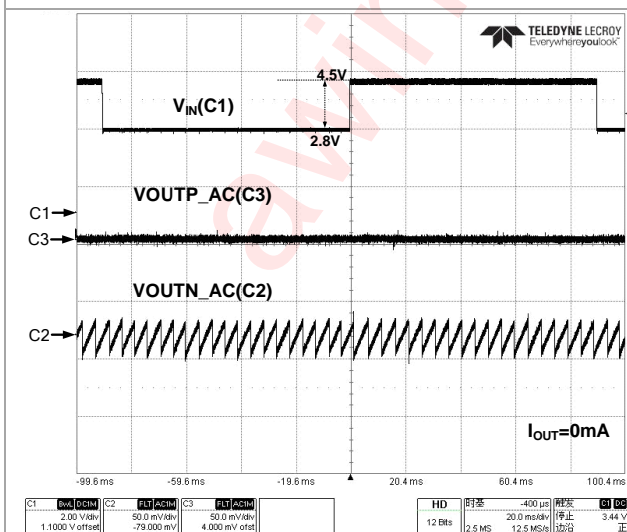 TELEDYNE LECROY
Everywhereyoulook™
4.5V
VIN(C1)
2.8V
VOUTP_AC(C3)
C1
C3
VOUTN_AC(C2)
C2
IOUT=0mA
-99.6 ms -59.6 ms -19.6 ms 20.4 ms 60.4 ms 100.4 ms
C1 BwL DC1M C2 FLT AC1M C3 FLT AC1M HD 时基 -400 µs 触发 C1 DC
2.00 V/div 50.0 mV/div 50.0 mV/div 12 Bits 20.0 ms/div 停止 3.44 V
1.1000 V offset -79.000 mV 4.000 mV ofst 2.5 MS 12.5 MS/s 边沿 正